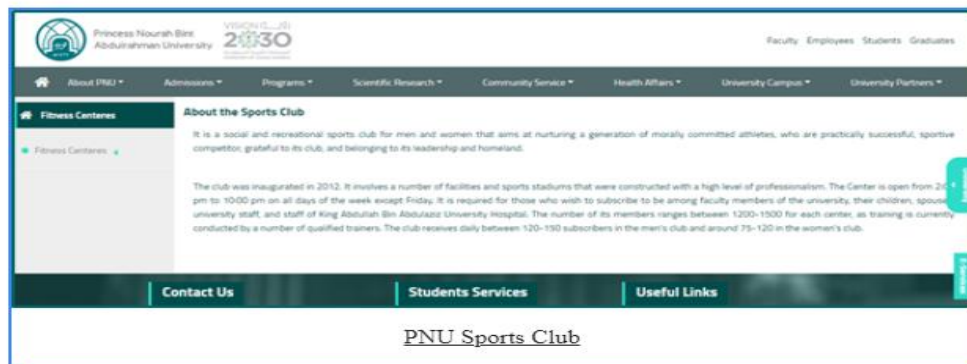 Princess Nourah Bint
Abdulrahman University
VISION
2030
Faculty Employees Students Graduates
About PNU Admissions Programs Scientific Research Community Service Health Affairs University Campus University Partners
Fitness Centeres
Fitness Centeres
About the Sports Club
It is a social and recreational sports club for men and women that aims at nurturing a generation of morally committed athletes, who are practically successful, sportive
competitor, grateful to its club, and belonging to its leadership and homeland.
The club was inaugurated in 2012. It involves a number of facilities and sports stadiums that were constructed with a high level of professionalism. The Center is open from
pm to 10:00 pm on all days of the week except Friday. It is required for those who wish to subscribe to be among faculty members of the university, their children, spouse
university staff, and staff of King Abdullah Bin Abdulaziz University Hospital. The number of its members ranges between 1200-1500 for each center, as training is currently
conducted by a number of qualified trainers. The club receives daily between 120-150 subscribers in the men's club and around 75-120 in the women's club.
Contact Us Students Services Useful Links
PNU Sports Club